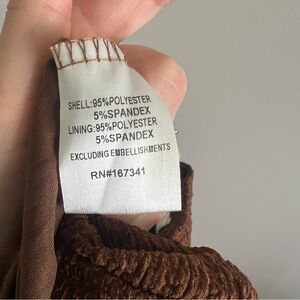 SHELL:95%POLYESTER
5%SPANDEX
LINING:95%POLYESTER
5%SPANDEX
EXCLUDING EMBELLISHMENTS
RN#167341